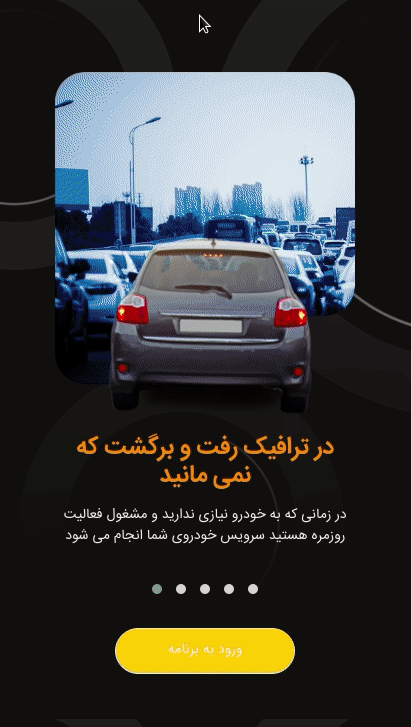 در ترافیک رفت و برگشت که
نمی مانید
در زمانی که به خودرو نیازی ندارید و مشغول فعالیت
روزمره هستید سرویس خودروی شما انجام می شود
ورود به برنامه